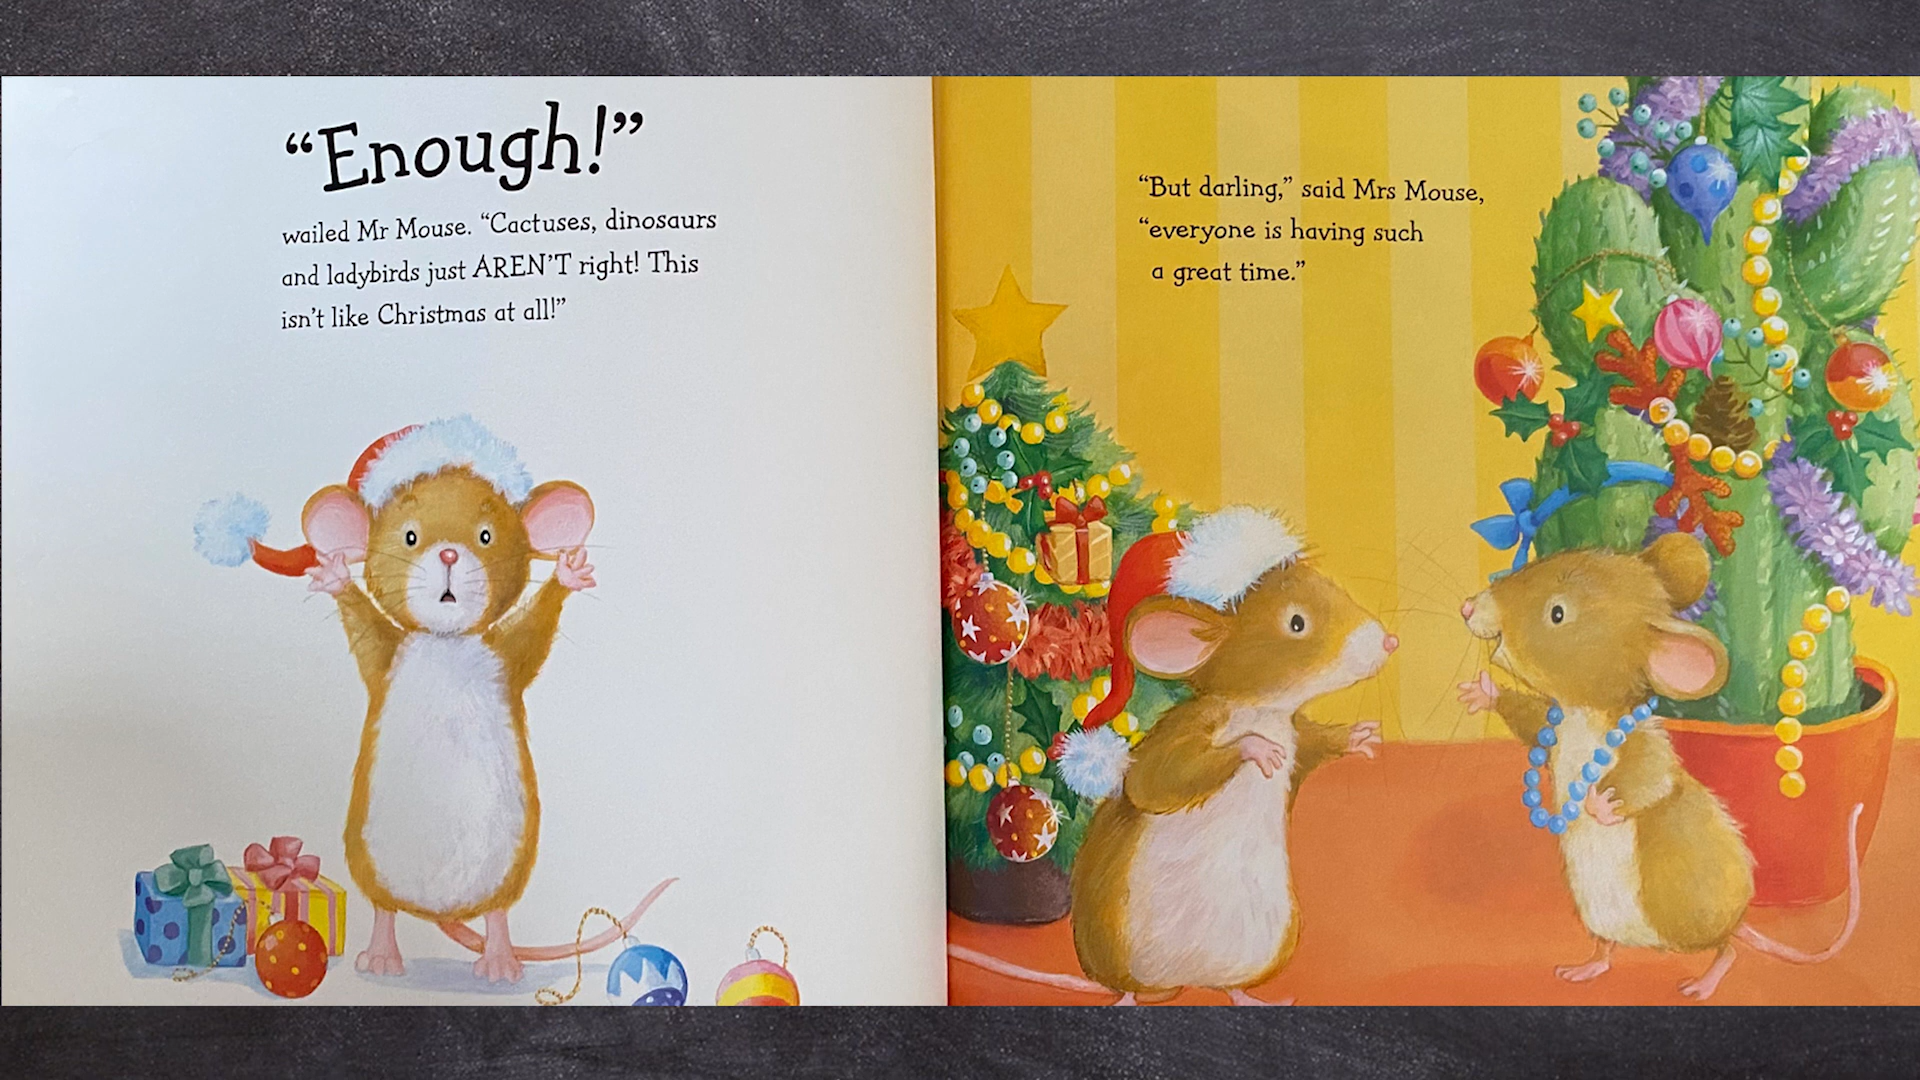 “Enough!”
wailed Mr Mouse. “Cactuses, dinosaurs
and ladybirds just AREN’T right! This
isn’t like Christmas at all!”
“But darling,” said Mrs Mouse,
“everyone is having such
a great time.”